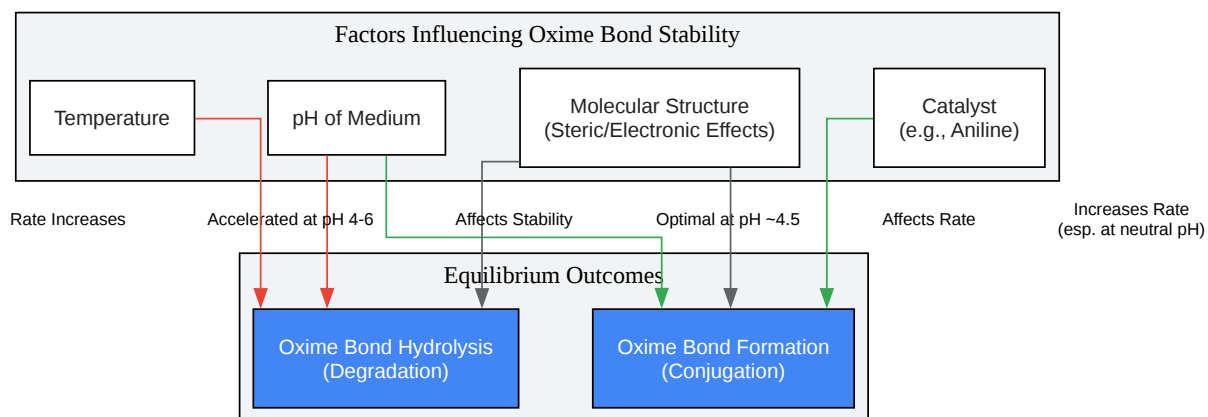 Factors Influencing Oxime Bond Stability
Temperature
pH of Medium
Molecular Structure
(Steric/Electronic Effects)
Catalyst
(e.g., Aniline)
Rate Increases
Accelerated at pH 4-6
Affects Stability
Optimal at pH ~4.5
Affects Rate
Increases Rate
(esp. at neutral pH)
Equilibrium Outcomes
Oxime Bond Hydrolysis
(Degradation)
Oxime Bond Formation
(Conjugation)